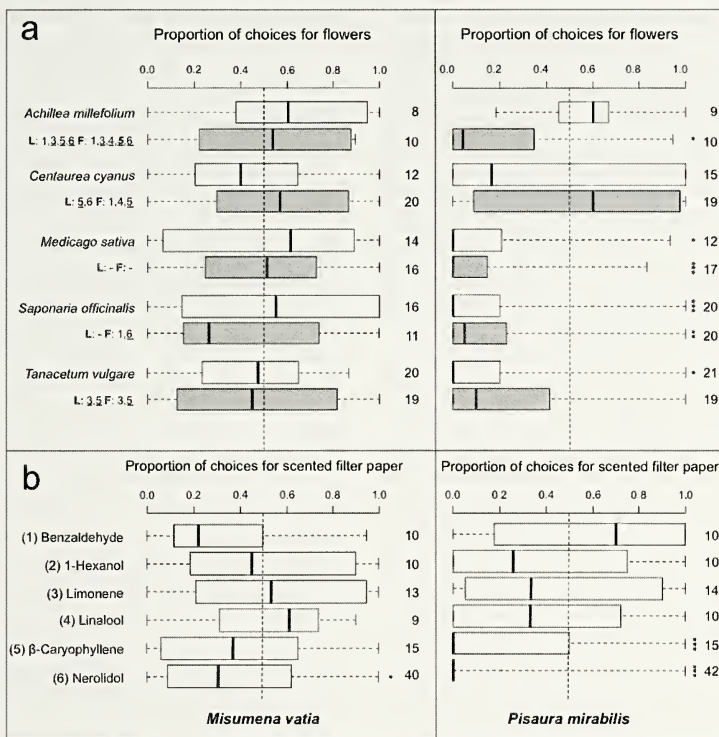 a
Proportion of choices for flowers
0.0 0.2 0.4 0.6 0.8 1.0
Achillea millefolium 8
L: 1,3,5,6 F: 1,3,4,5,6 10
Centaurea cyanus 12
L: 5,6 F: 1,4,5 20
Medicago sativa 14
L: - F: - 16
Saponaria officinalis 16
L: - F: 1,6 11
Tanacetum vulgare 20
L: 3,5 F: 3,5 19
Proportion of choices for flowers
0.0 0.2 0.4 0.6 0.8 1.0
9
* 10
15
19
* 12
*** 17
*** 20
** 20
* 21
19
b
Proportion of choices for scented filter paper
0.0 0.2 0.4 0.6 0.8 1.0
(1) Benzaldehyde 10
(2) 1-Hexanol 10
(3) Limonene 13
(4) Linalool 9
(5) β-Caryophyllene 15
(6) Nerolidol * 40
Misumena vatia
Proportion of choices for scented filter paper
0.0 0.2 0.4 0.6 0.8 1.0
10
10
14
10
*** 15
*** 42
Pisaura mirabilis